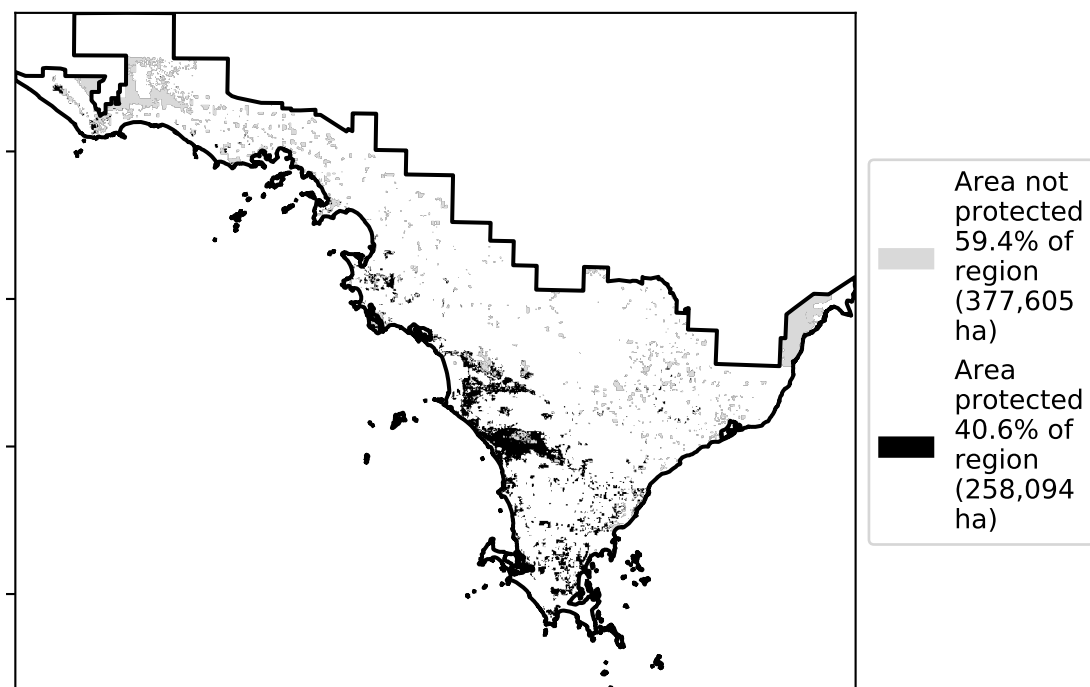 Area not
protected
59.4% of
region
(377,605
ha)
Area
protected
40.6% of
region
(258,094
ha)